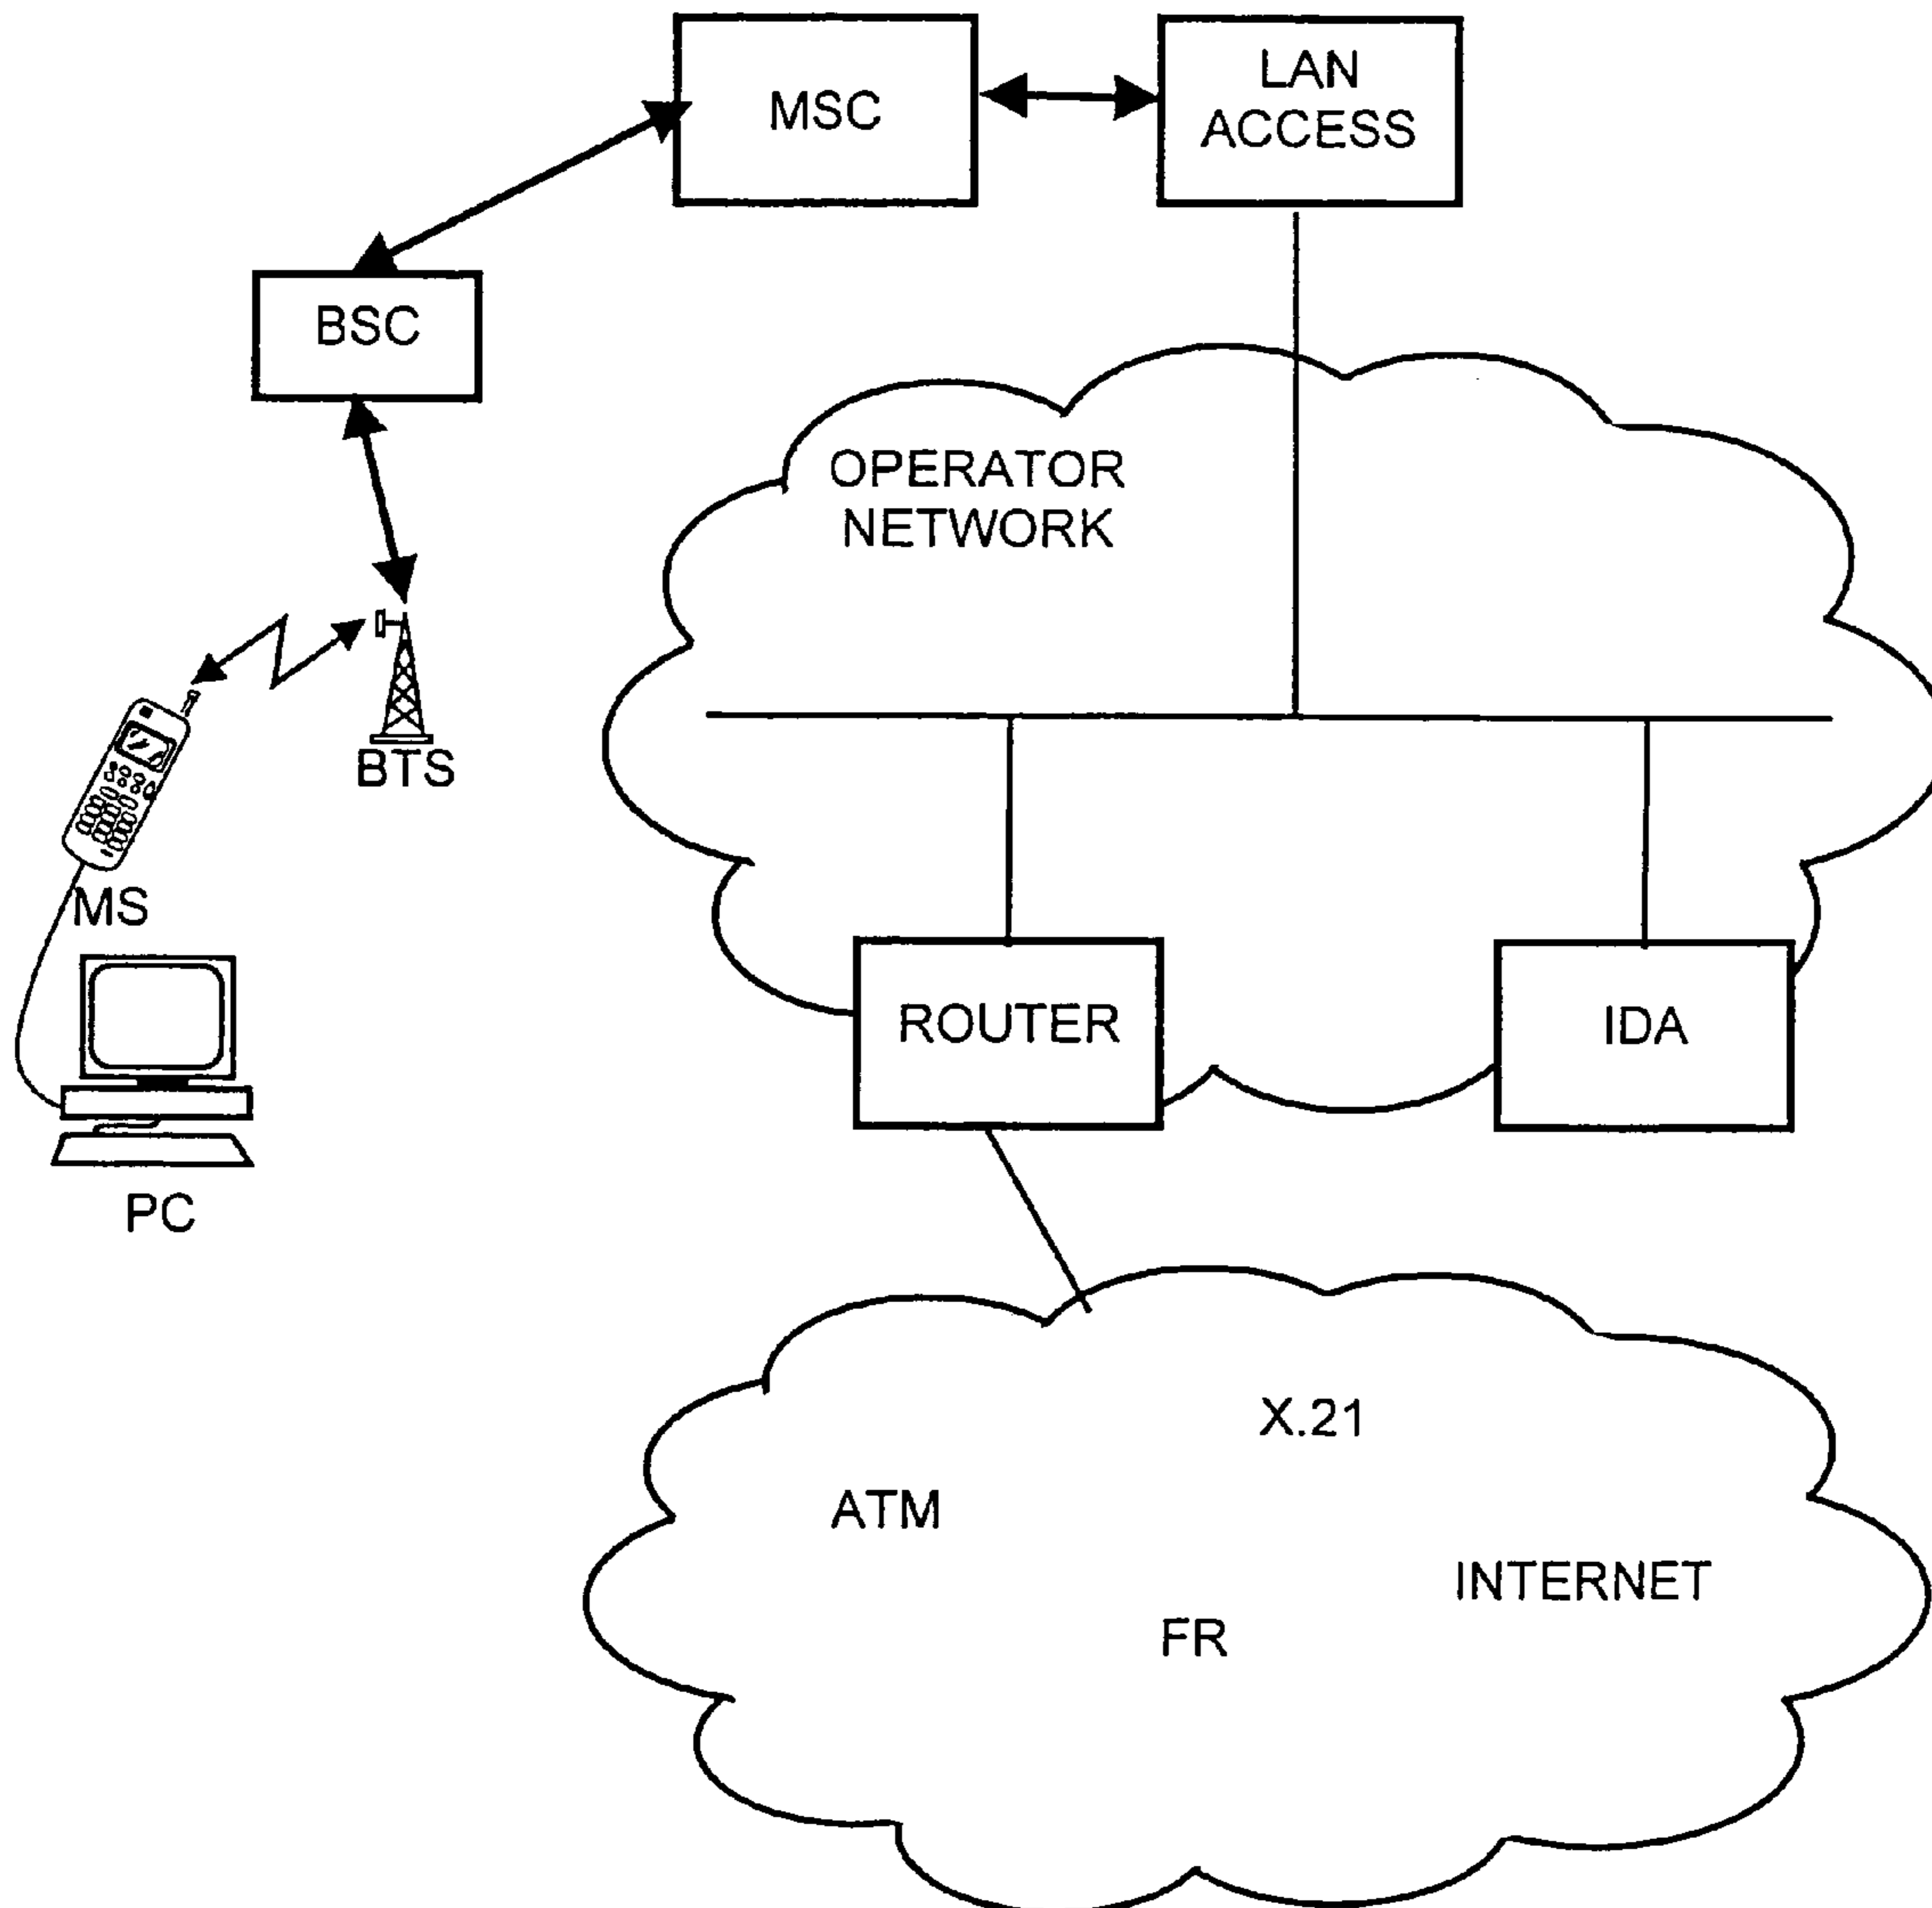 MSC
LAN
ACCESS
BSC
OPERATOR
NETWORK
BTS
MS
ROUTER
IDA
PC
X.21
ATM
INTERNET
FR